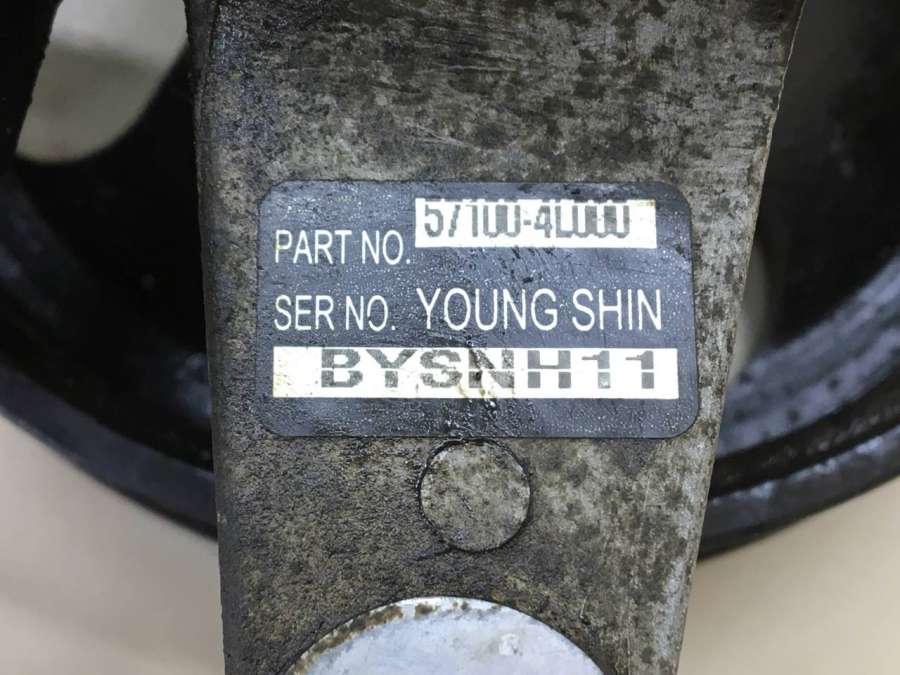 PART NO. 57100-4L000
SER NO. YOUNG SHIN
BYSNH11